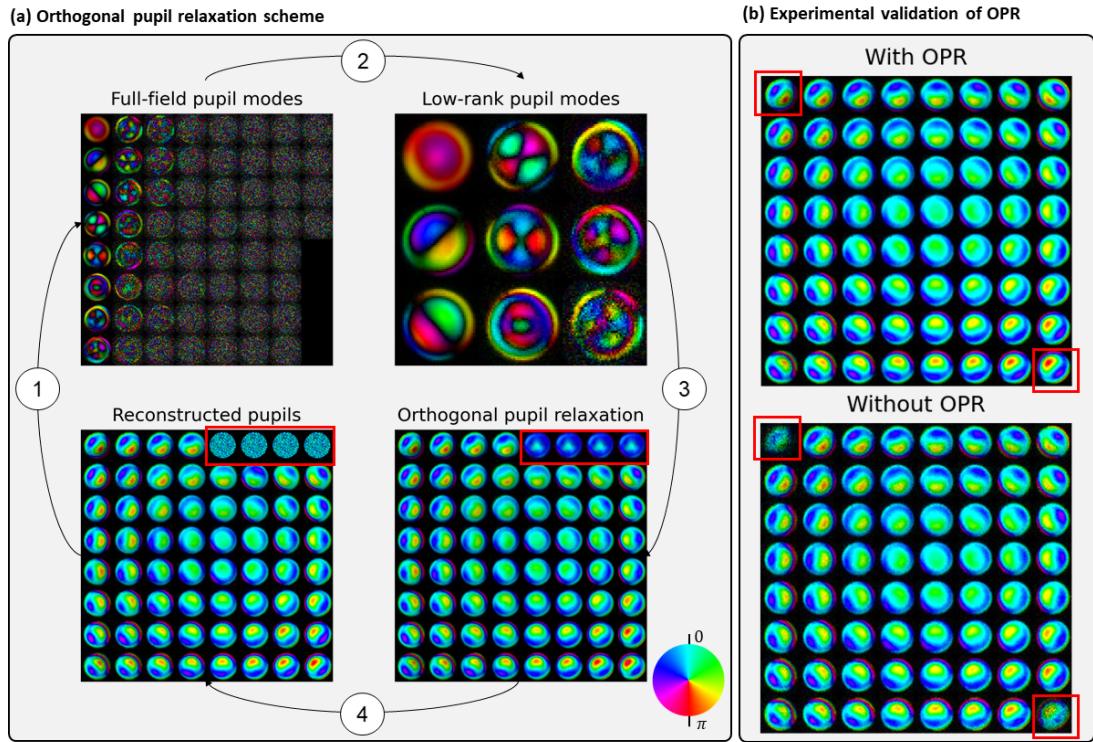 (a) Orthogonal pupil relaxation scheme
(b) Experimental validation of OPR
2
Full-field pupil modes
Low-rank pupil modes
1
3
Reconstructed pupils
Orthogonal pupil relaxation
0
π
4
With OPR
Without OPR